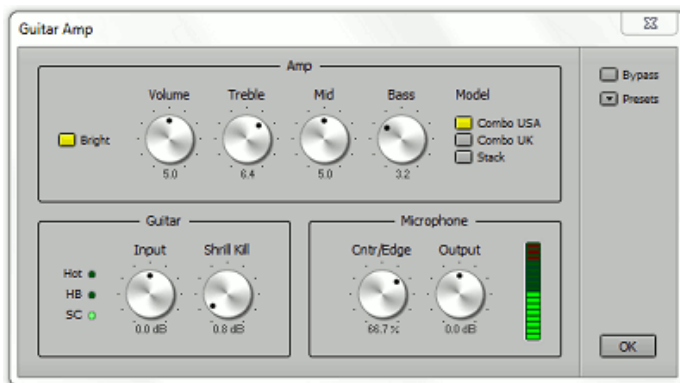 Guitar Amp
Amp
Volume Treble Mid Bass Model
Bright
Combo USA
Combo UK
Stack
5.0 6.4 5.0 3.2
Bypass
Presets
Guitar
Input Shrill Kill
Hot
HB
SC
0.0 dB 0.8 dB
Microphone
Cntr/Edge Output
66.7 % 0.0 dB
OK